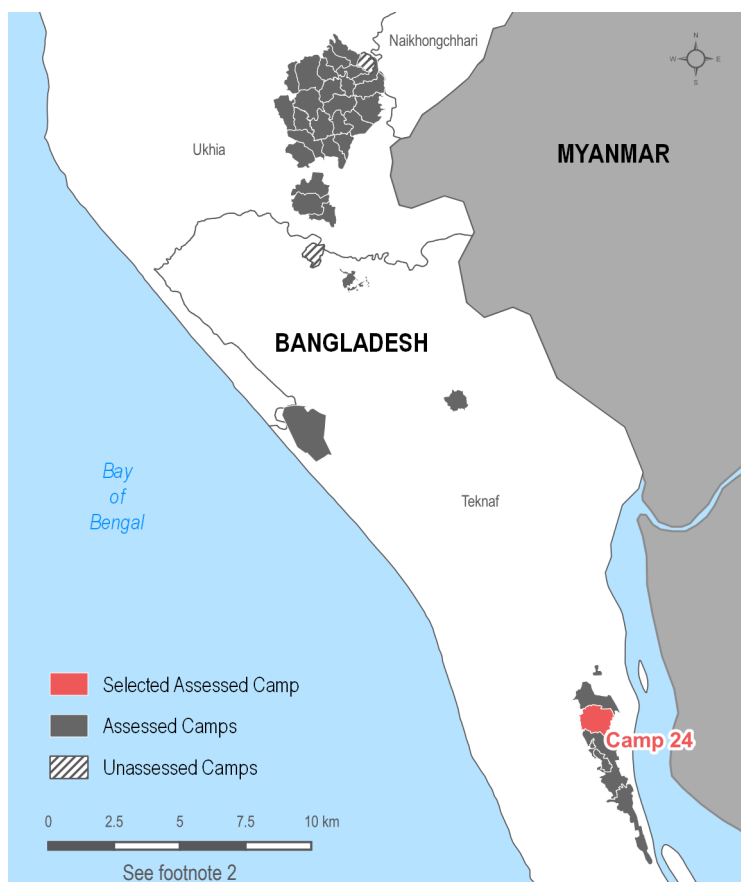 Naikhongchhari
N
W E
S
Ukhia
MYANMAR
BANGLADESH
Bay
of
Bengal
Teknaf
Selected Assessed Camp
Assessed Camps
Camp 24
Unassessed Camps
0 2.5 5 7.5 10 km
See footnote 2